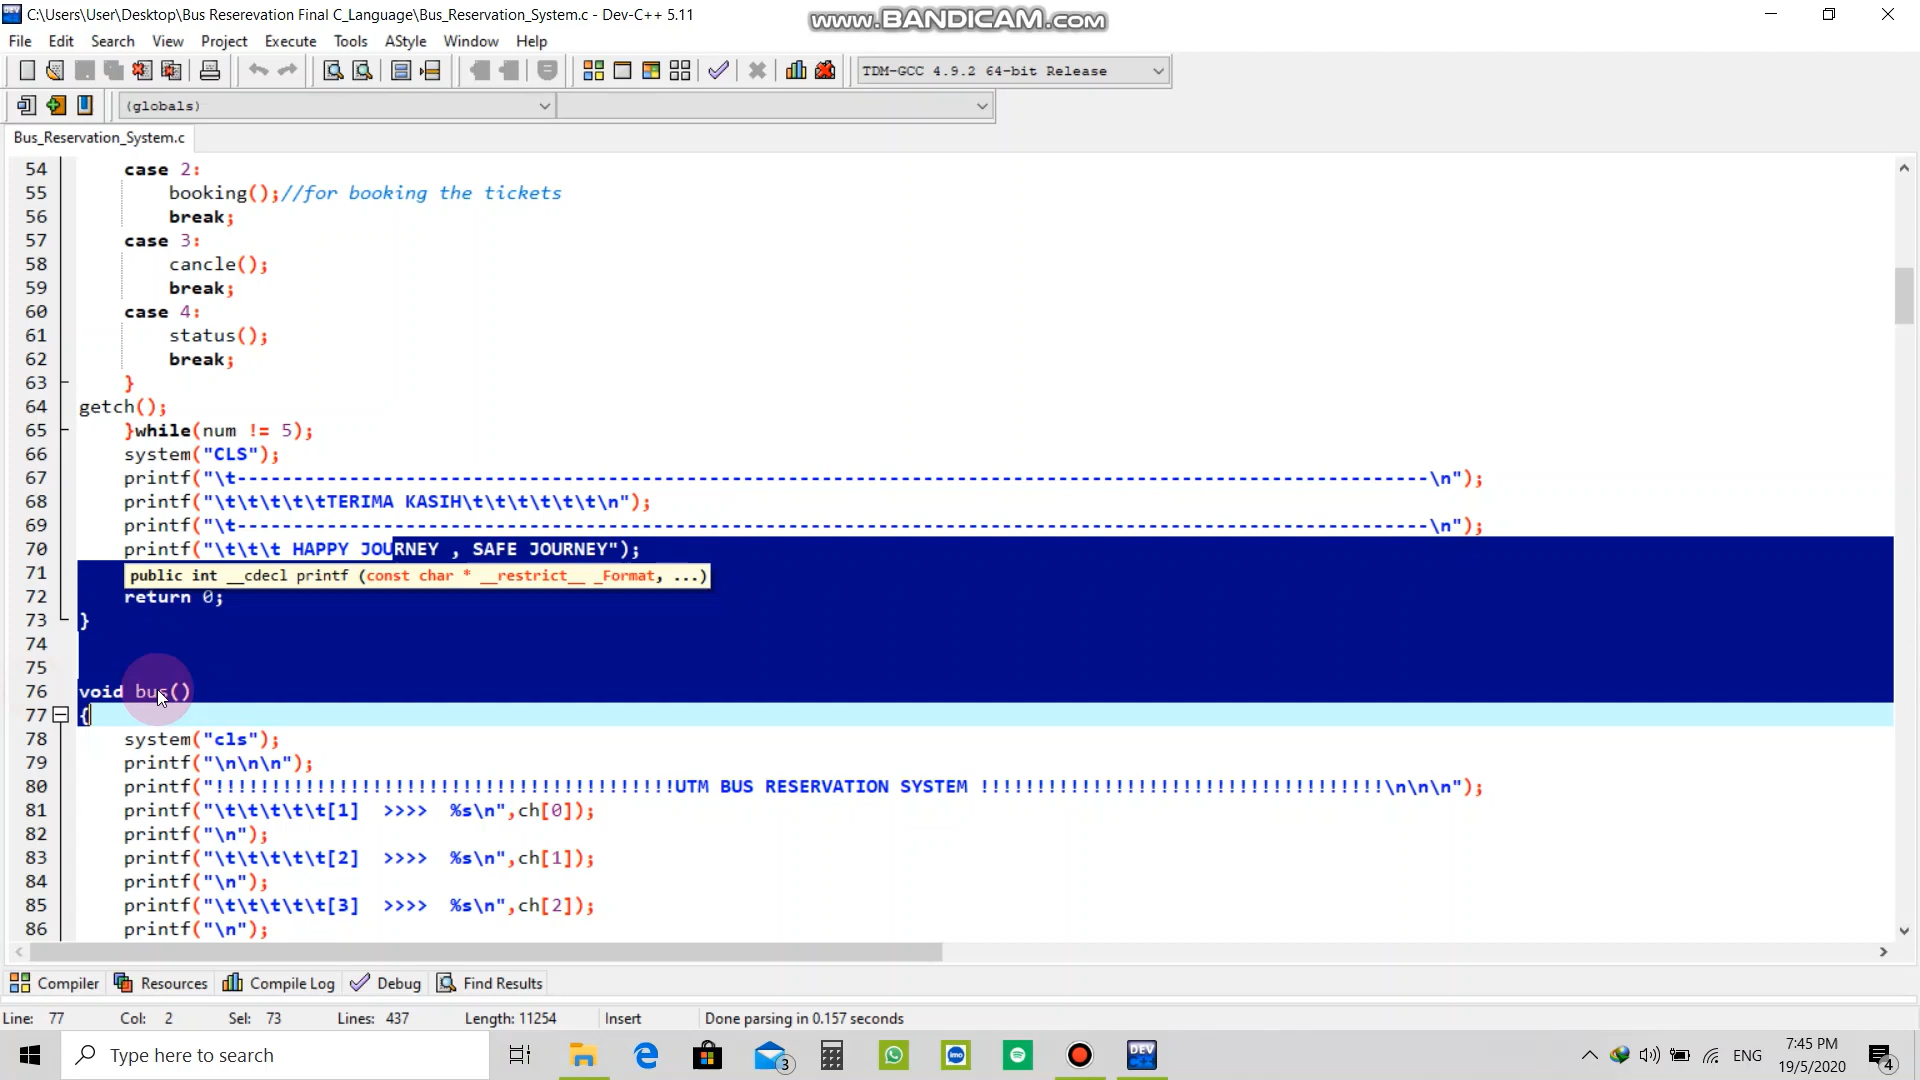 C:\Users\User\Desktop\Bus Reserevation Final C_Language\Bus_Reservation_System.c - Dev-C++ 5.11
www.BANDICAM.com
File Edit Search View Project Execute Tools AStyle Window Help
TDM-GCC 4.9.2 64-bit Release
(globals)
Bus_Reservation_System.c
54 case 2:
55 booking();//for booking the tickets
56 break;
57 case 3:
58 cancle();
59 break;
60 case 4:
61 status();
62 break;
63 }
64 getch();
65 }while(num != 5);
66 system("CLS");
67 printf("\t----------------------------------------------------------------------------------------------------------\n");
68 printf("\t\t\t\t\tTERIMA KASIH\t\t\t\t\t\t\n");
69 printf("\t----------------------------------------------------------------------------------------------------------\n");
70 printf("\t\t\t HAPPY JOURNEY , SAFE JOURNEY");
71 public int __cdecl printf (const char * __restrict__ _Format, ...)
72 return 0;
73 }
74
75
76 void bus()
77 {
78 system("cls");
79 printf("\n\n\n");
80 printf("!!!!!!!!!!!!!!!!!!!!!!!!!!!!!!!!!!!!!!!!!UTM BUS RESERVATION SYSTEM !!!!!!!!!!!!!!!!!!!!!!!!!!!!!!!!!!!!\n\n\n");
81 printf("\t\t\t\t\t[1]  >>>>  %s\n",ch[0]);
82 printf("\n");
83 printf("\t\t\t\t\t[2]  >>>>  %s\n",ch[1]);
84 printf("\n");
85 printf("\t\t\t\t\t[3]  >>>>  %s\n",ch[2]);
86 printf("\n");
Compiler Resources Compile Log Debug Find Results
Line: 77 Col: 2 Sel: 73 Lines: 437 Length: 11254 Insert Done parsing in 0.157 seconds
Type here to search
3
imo
DEV
ENG
7:45 PM
19/5/2020
4